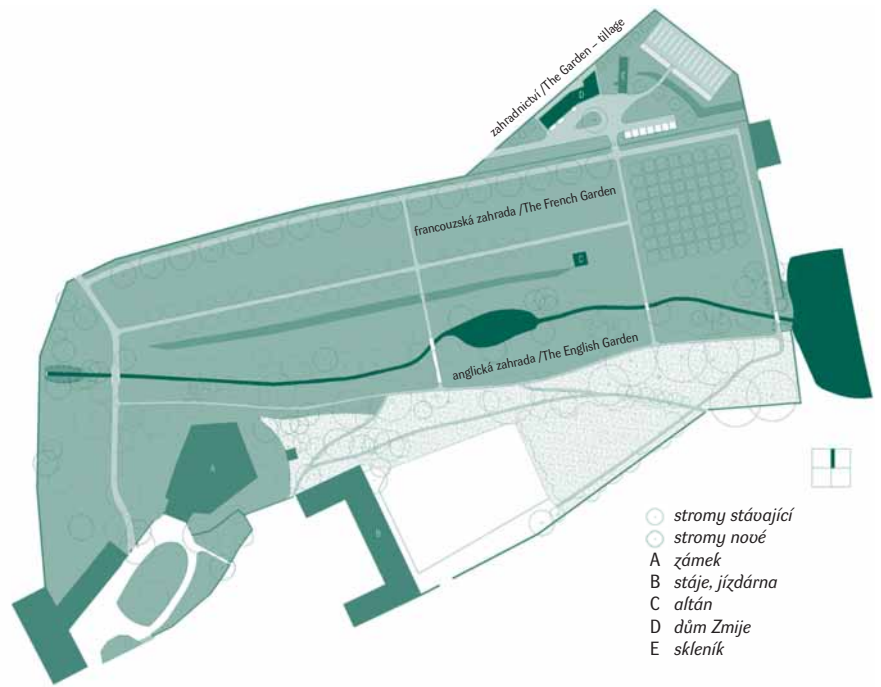 zahradnictví /The Garden – tillage
D
E
francouzská zahrada /The French Garden
C
anglická zahrada /The English Garden
A
B
stromy stávající
stromy nové
A zámek
B stáje, jízdárna
C altán
D dům Zmije
E skleník